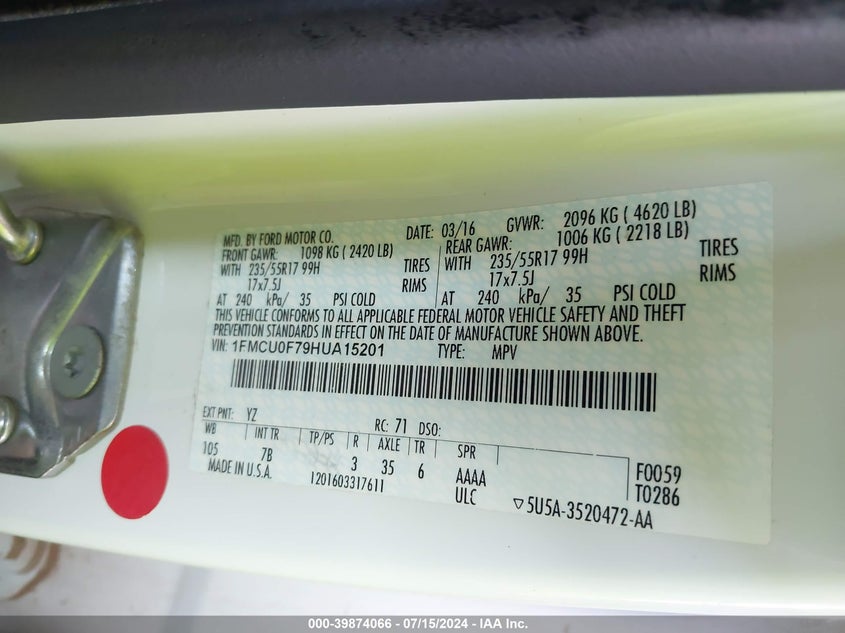 MFD. BY FORD MOTOR CO. DATE: 03/16 GVWR: 2096 KG ( 4620 LB)
FRONT GAWR: 1098 KG ( 2420 LB) REAR GAWR: 1006 KG ( 2218 LB)
WITH 235/55R17 99H TIRES WITH 235/55R17 99H TIRES
17x7.5J RIMS 17x7.5J RIMS
AT 240 kPa/ 35 PSI COLD AT 240 kPa/ 35 PSI COLD
THIS VEHICLE CONFORMS TO ALL APPLICABLE FEDERAL MOTOR VEHICLE SAFETY AND THEFT
PREVENTION STANDARDS IN EFFECT ON THE DATE OF MANUFACTURE SHOWN ABOVE.
VIN: 1FMCU0F79HUA15201 TYPE: MPV
EXT PNT: YZ RC: 71 DSO:
WB INT TR TP/PS R AXLE TR SPR
105 7B 3 35 6 AAAA F0059
MADE IN U.S.A. 1201603317611 ULC T0286
▽5U5A-3520472-AA
000-39874066 - 07/15/2024 - IAA Inc.